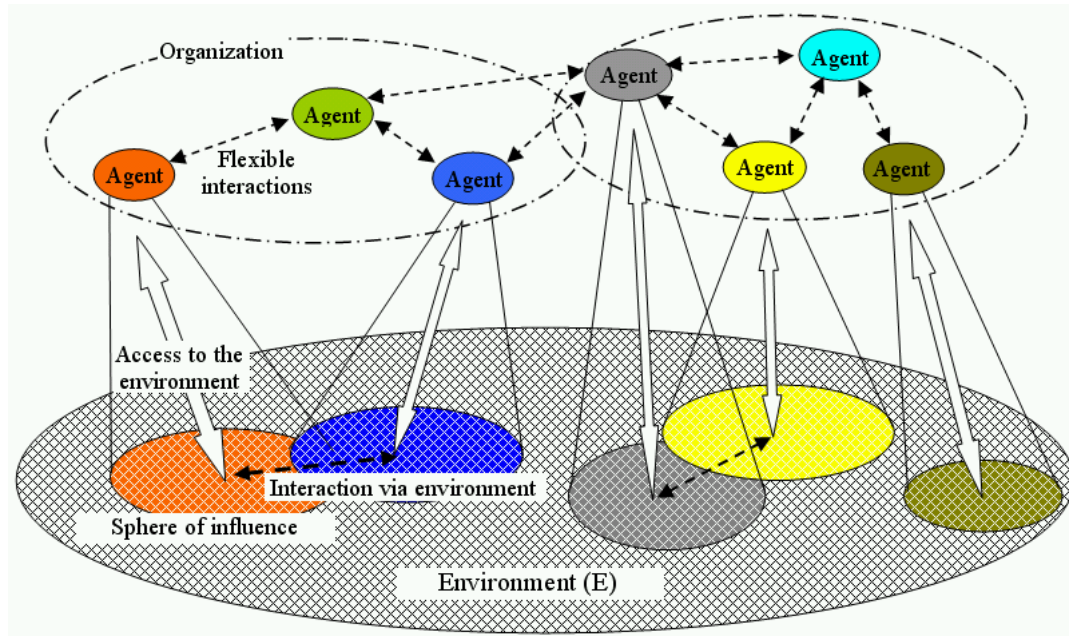 Organization
Agent
Agent
Agent
Flexible
interactions
Agent
Agent
Agent
Agent
Access to the
environment
Interaction via environment
Sphere of influence
Environment (E)